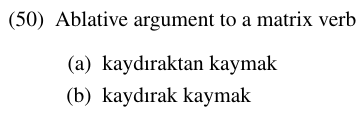 (50) Ablative argument to a matrix verb
(a) kaydıraktan kaymak
(b) kaydırak kaymak